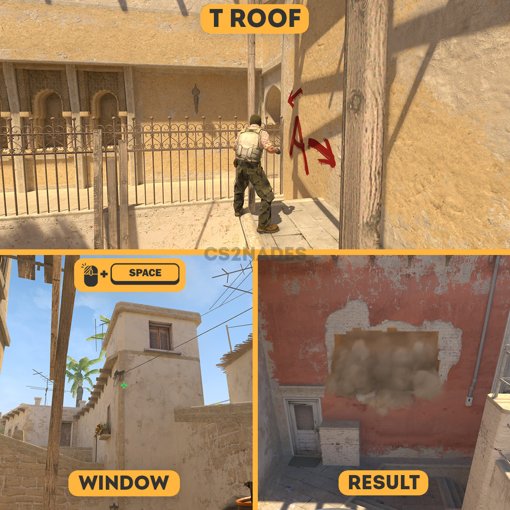 T ROOF
A
CS2NADES
+ SPACE
WINDOW
RESULT